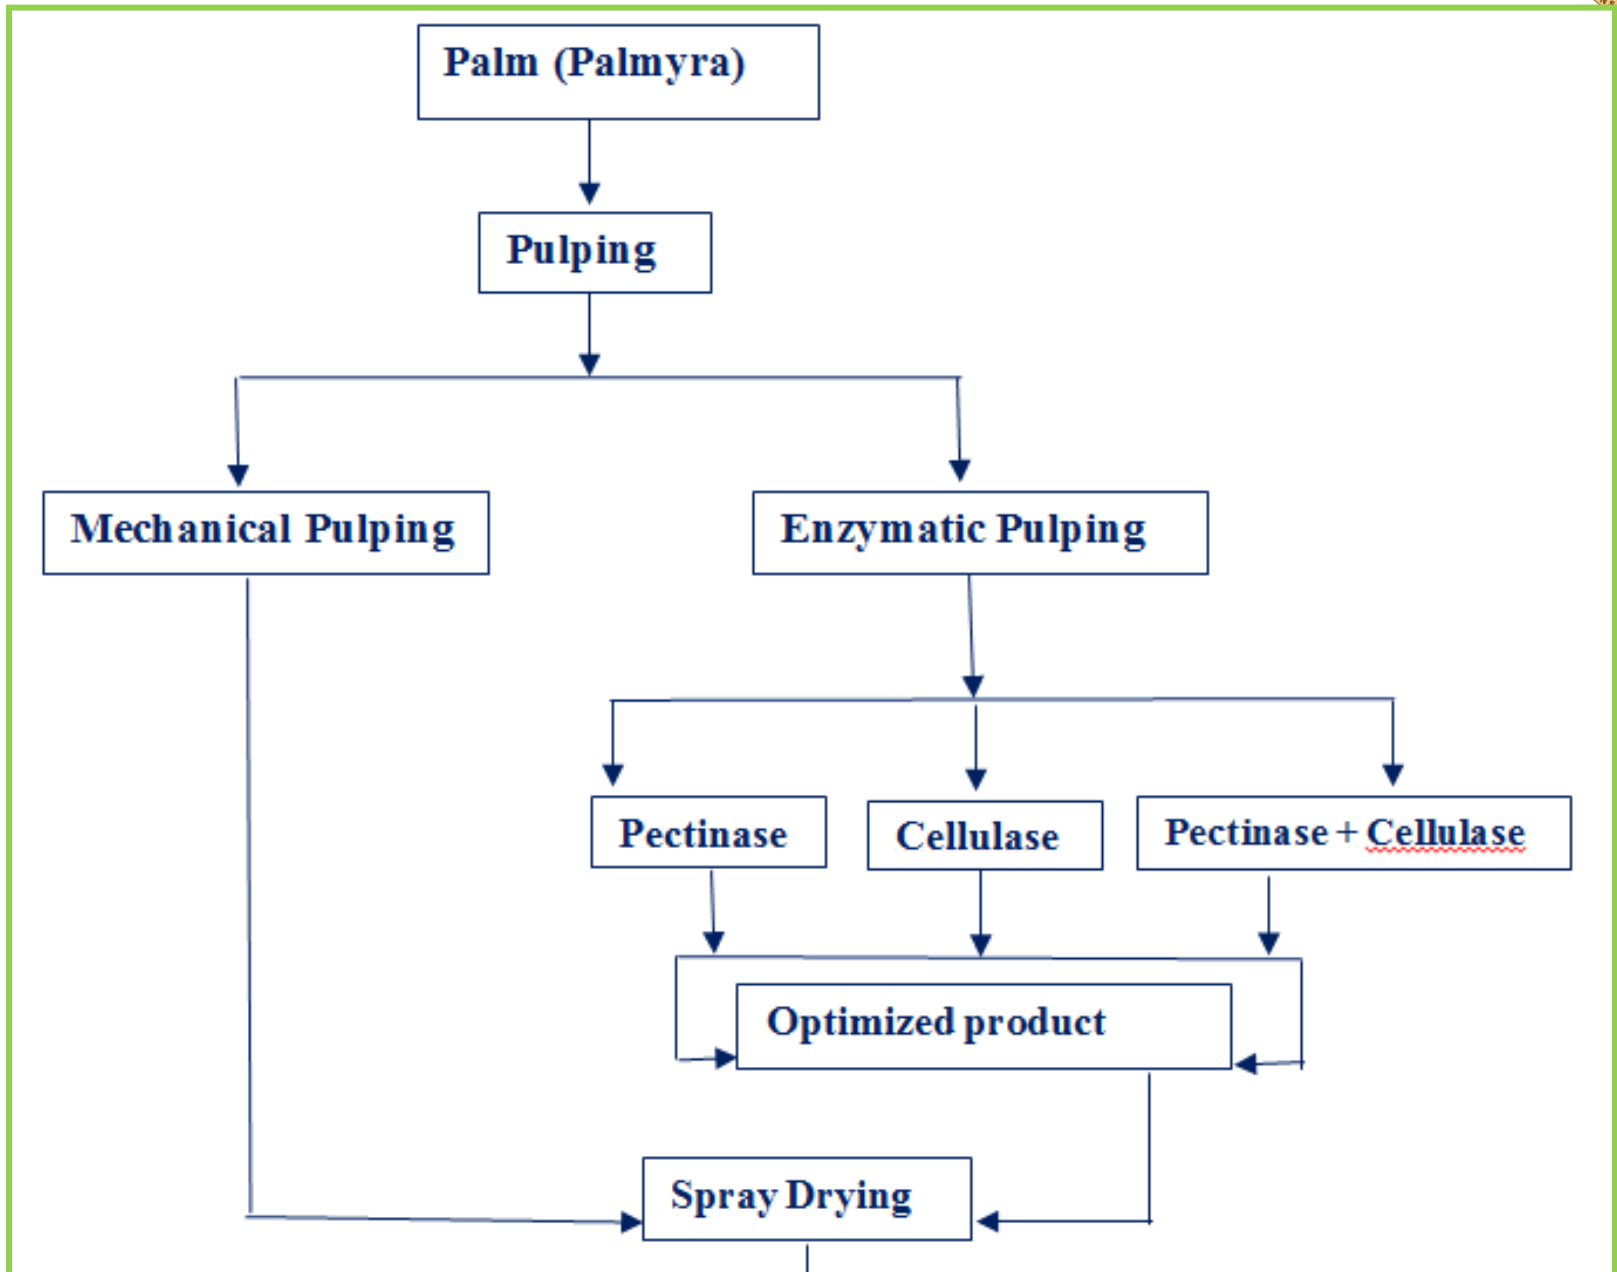 Palm (Palmyra)
Pulping
Mechanical Pulping
Enzymatic Pulping
Pectinase
Cellulase
Pectinase + Cellulase
Optimized product
Spray Drying